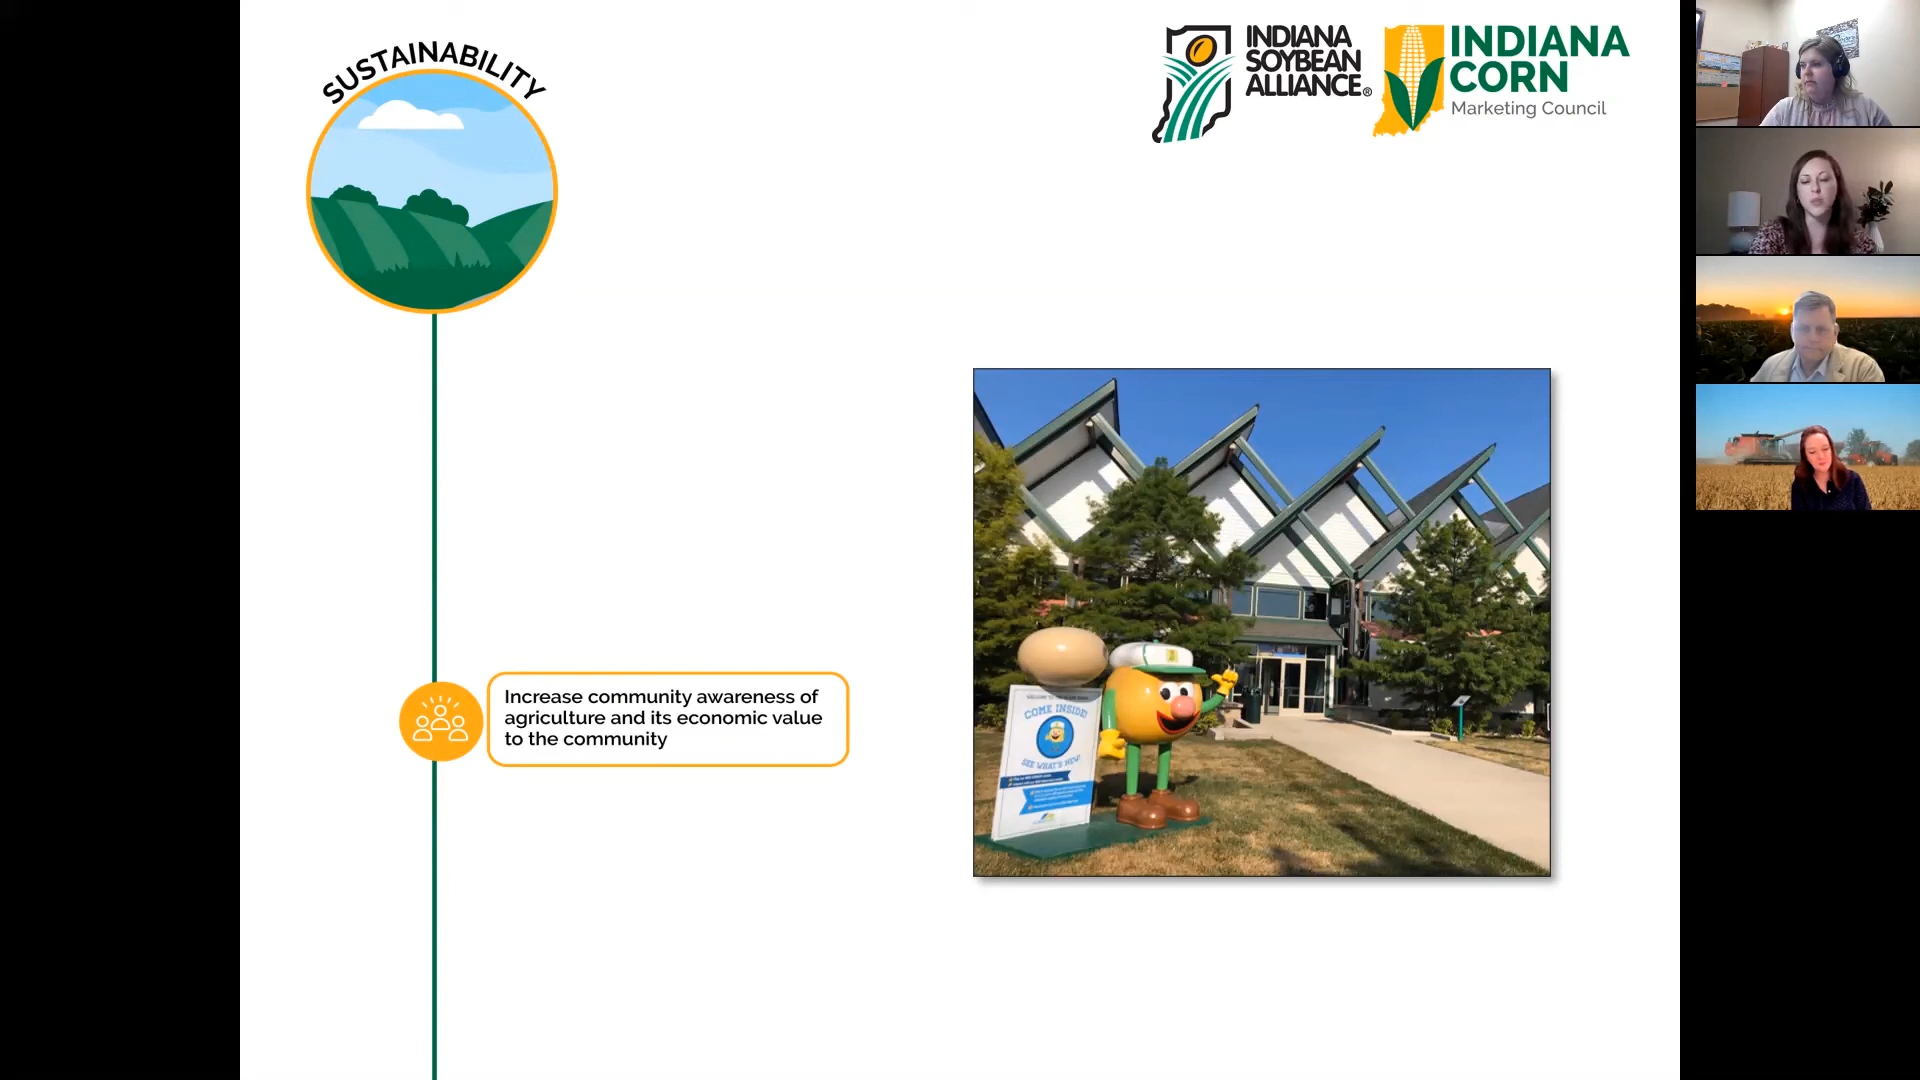 SUSTAINABILITY
INDIANA
SOYBEAN
ALLIANCE®
INDIANA
CORN
Marketing Council
Increase community awareness of
agriculture and its economic value
to the community
COME INSIDE!
SEE WHAT'S NEW!